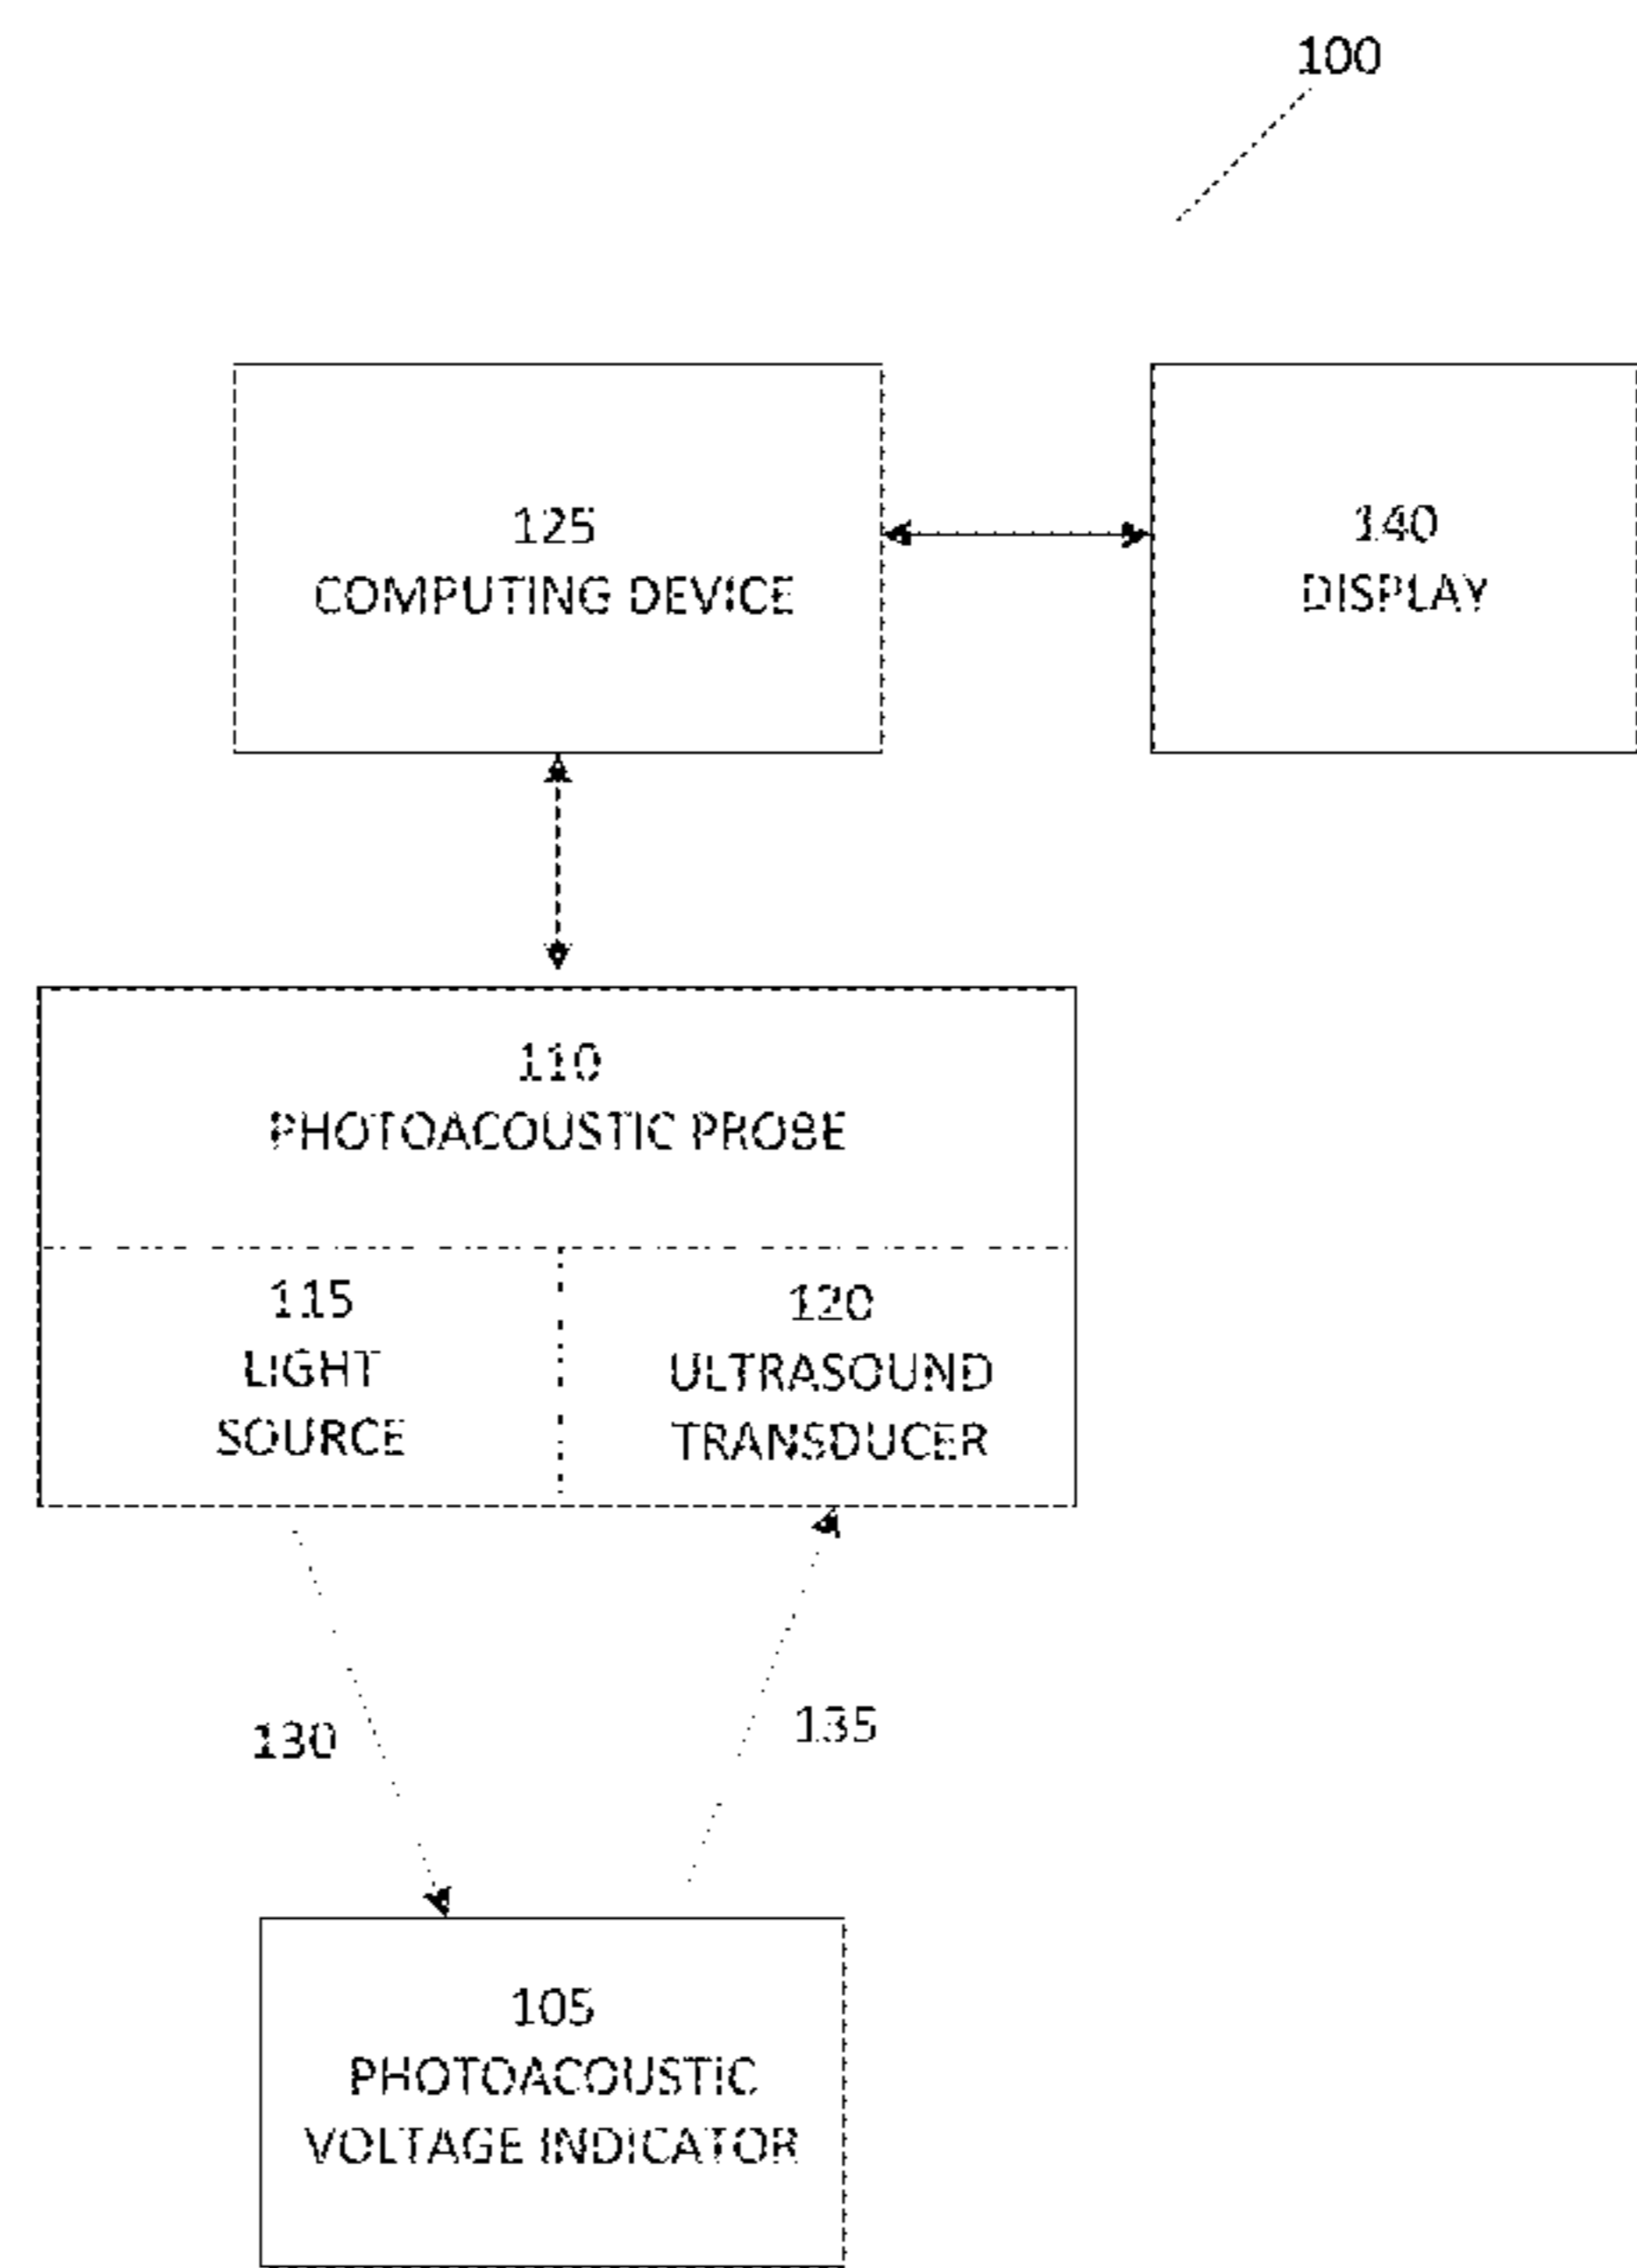 100
125
COMPUTING DEVICE
140
DISPLAY
110
PHOTOACOUSTIC PROBE
115
LIGHT
SOURCE
120
ULTRASOUND
TRANSDUCER
130
135
105
PHOTOACOUSTIC
VOLTAGE INDICATOR